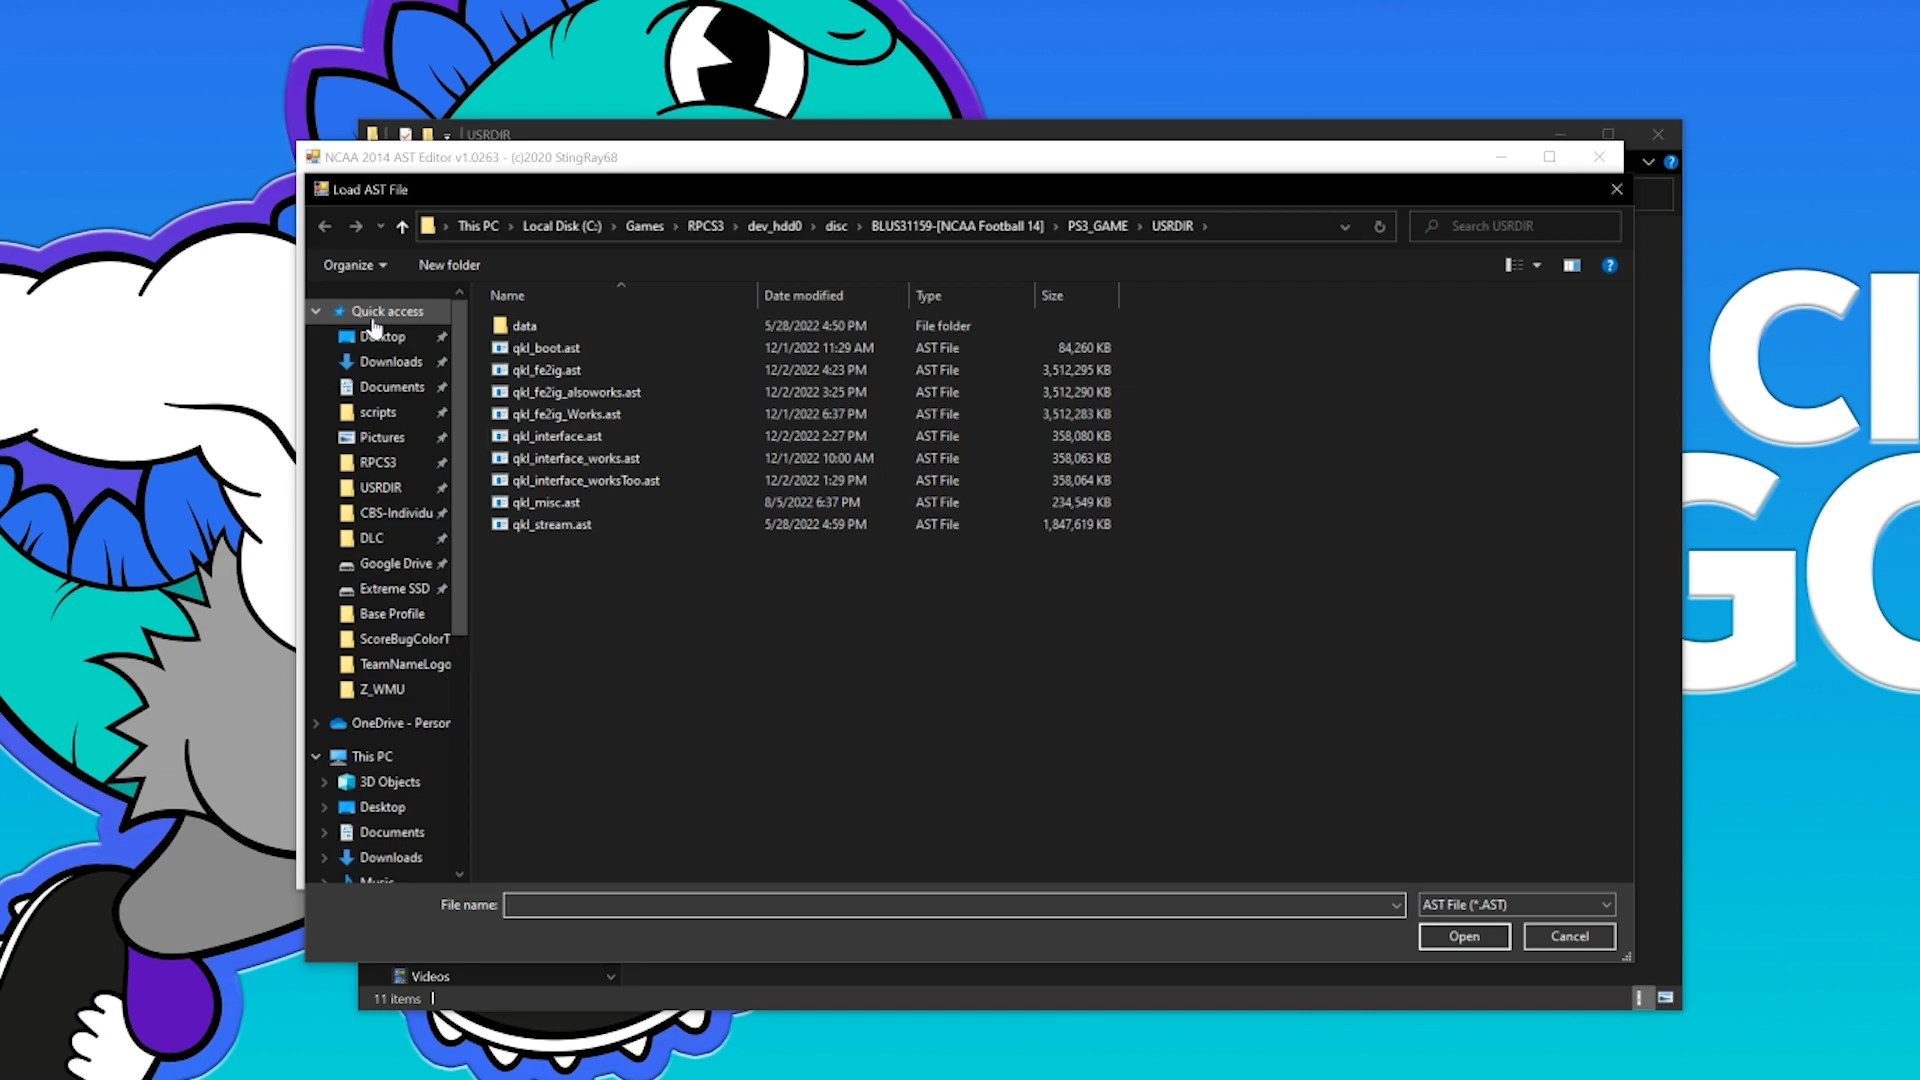 USRDIR
NCAA 2014 AST Editor v1.0263 - (c)2020 StingRay68
Load AST File
This PC > Local Disk (C:) > Games > RPCS3 > dev_hdd0 > disc > BLUS31159-[NCAA Football 14] > PS3_GAME > USRDIR >
Search USRDIR
Organize
New folder
Name Date modified Type Size
data 5/28/2022 4:50 PM File folder
qkl_boot.ast 12/1/2022 11:29 AM AST File 84,260 KB
qkl_fe2ig.ast 12/2/2022 4:23 PM AST File 3,512,295 KB
qkl_fe2ig_alsoworks.ast 12/2/2022 3:25 PM AST File 3,512,290 KB
qkl_fe2ig_Works.ast 12/1/2022 6:37 PM AST File 3,512,283 KB
qkl_interface.ast 12/2/2022 2:27 PM AST File 358,080 KB
qkl_interface_works.ast 12/1/2022 10:00 AM AST File 358,063 KB
qkl_interface_worksToo.ast 12/2/2022 1:29 PM AST File 358,064 KB
qkl_misc.ast 8/5/2022 6:37 PM AST File 234,549 KB
qkl_stream.ast 5/28/2022 4:59 PM AST File 1,847,619 KB
Quick access
Desktop
Downloads
Documents
scripts
Pictures
RPCS3
USRDIR
CBS-Individu
DLC
Google Drive
Extreme SSD
Base Profile
ScoreBugColorT
TeamNameLogo
Z_WMU
OneDrive - Person
This PC
3D Objects
Desktop
Documents
Downloads
Music
File name:
AST File (*.AST)
Open
Cancel
Videos
11 items
CI
GO